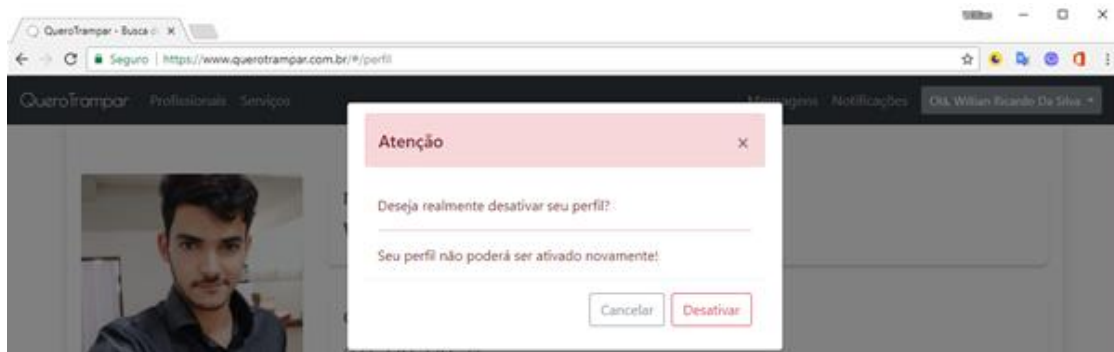 QueroTrampar - Busca d
Seguro | https://www.querotrampar.com.br/#/perfil
QueroTrampar Profissionais Serviços Notificações Olá, Willian Ricardo Da Silva
Atenção
Deseja realmente desativar seu perfil?
Seu perfil não poderá ser ativado novamente!
Cancelar Desativar